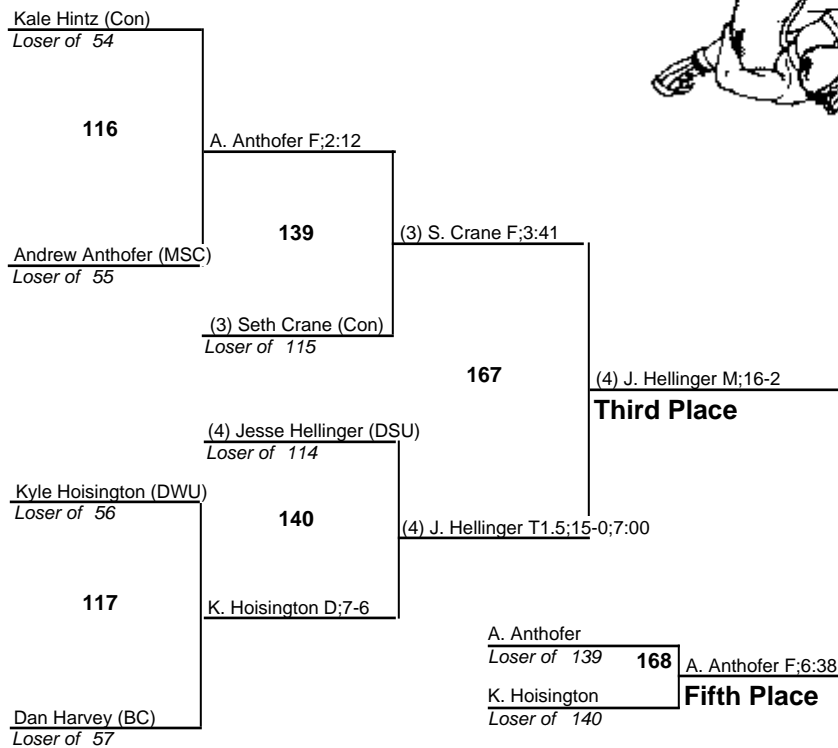 Kale Hintz (Con)
Loser of 54
116
A. Anthofer F;2:12
Andrew Anthofer (MSC)
Loser of 55
139
(3) S. Crane F;3:41
(3) Seth Crane (Con)
Loser of 115
167
(4) J. Hellinger M;16-2
Third Place
(4) Jesse Hellinger (DSU)
Loser of 114
Kyle Hoisington (DWU)
Loser of 56
140
(4) J. Hellinger T1.5;15-0;7:00
117
K. Hoisington D;7-6
Dan Harvey (BC)
Loser of 57
A. Anthofer
Loser of 139
168
A. Anthofer F;6:38
Fifth Place
K. Hoisington
Loser of 140